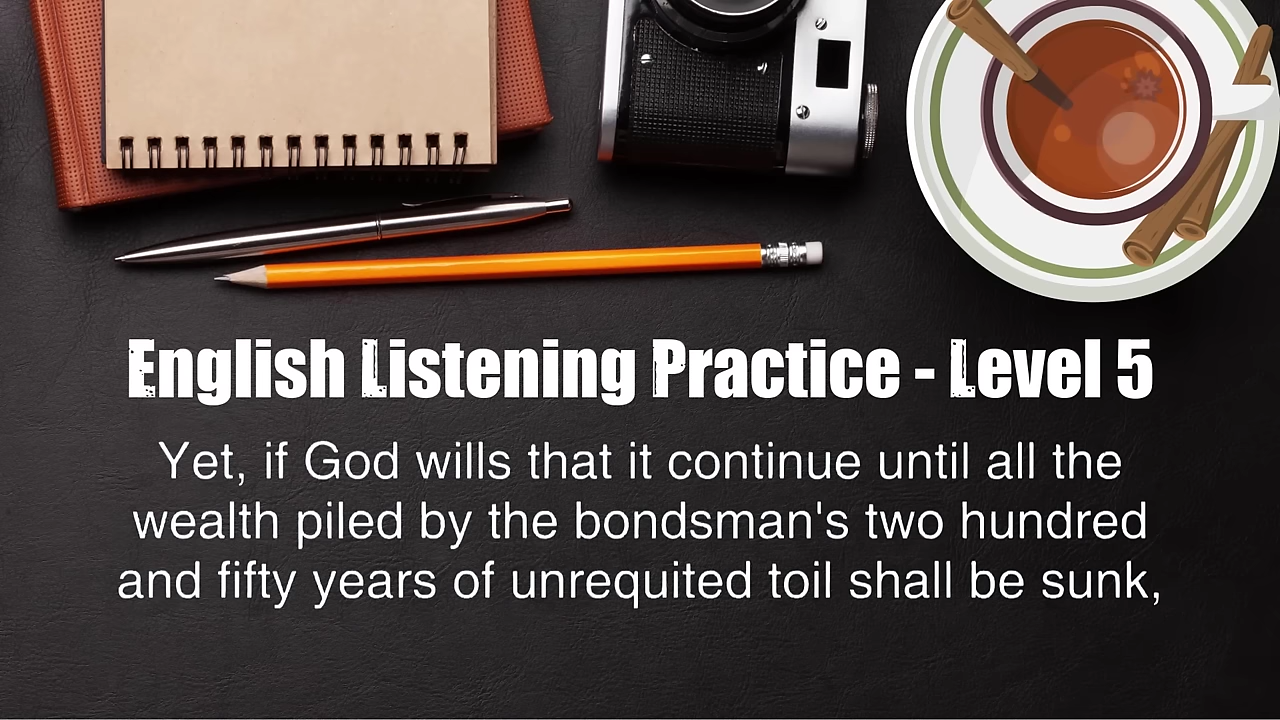 English Listening Practice - Level 5
Yet, if God wills that it continue until all the
wealth piled by the bondsman's two hundred
and fifty years of unrequited toil shall be sunk,